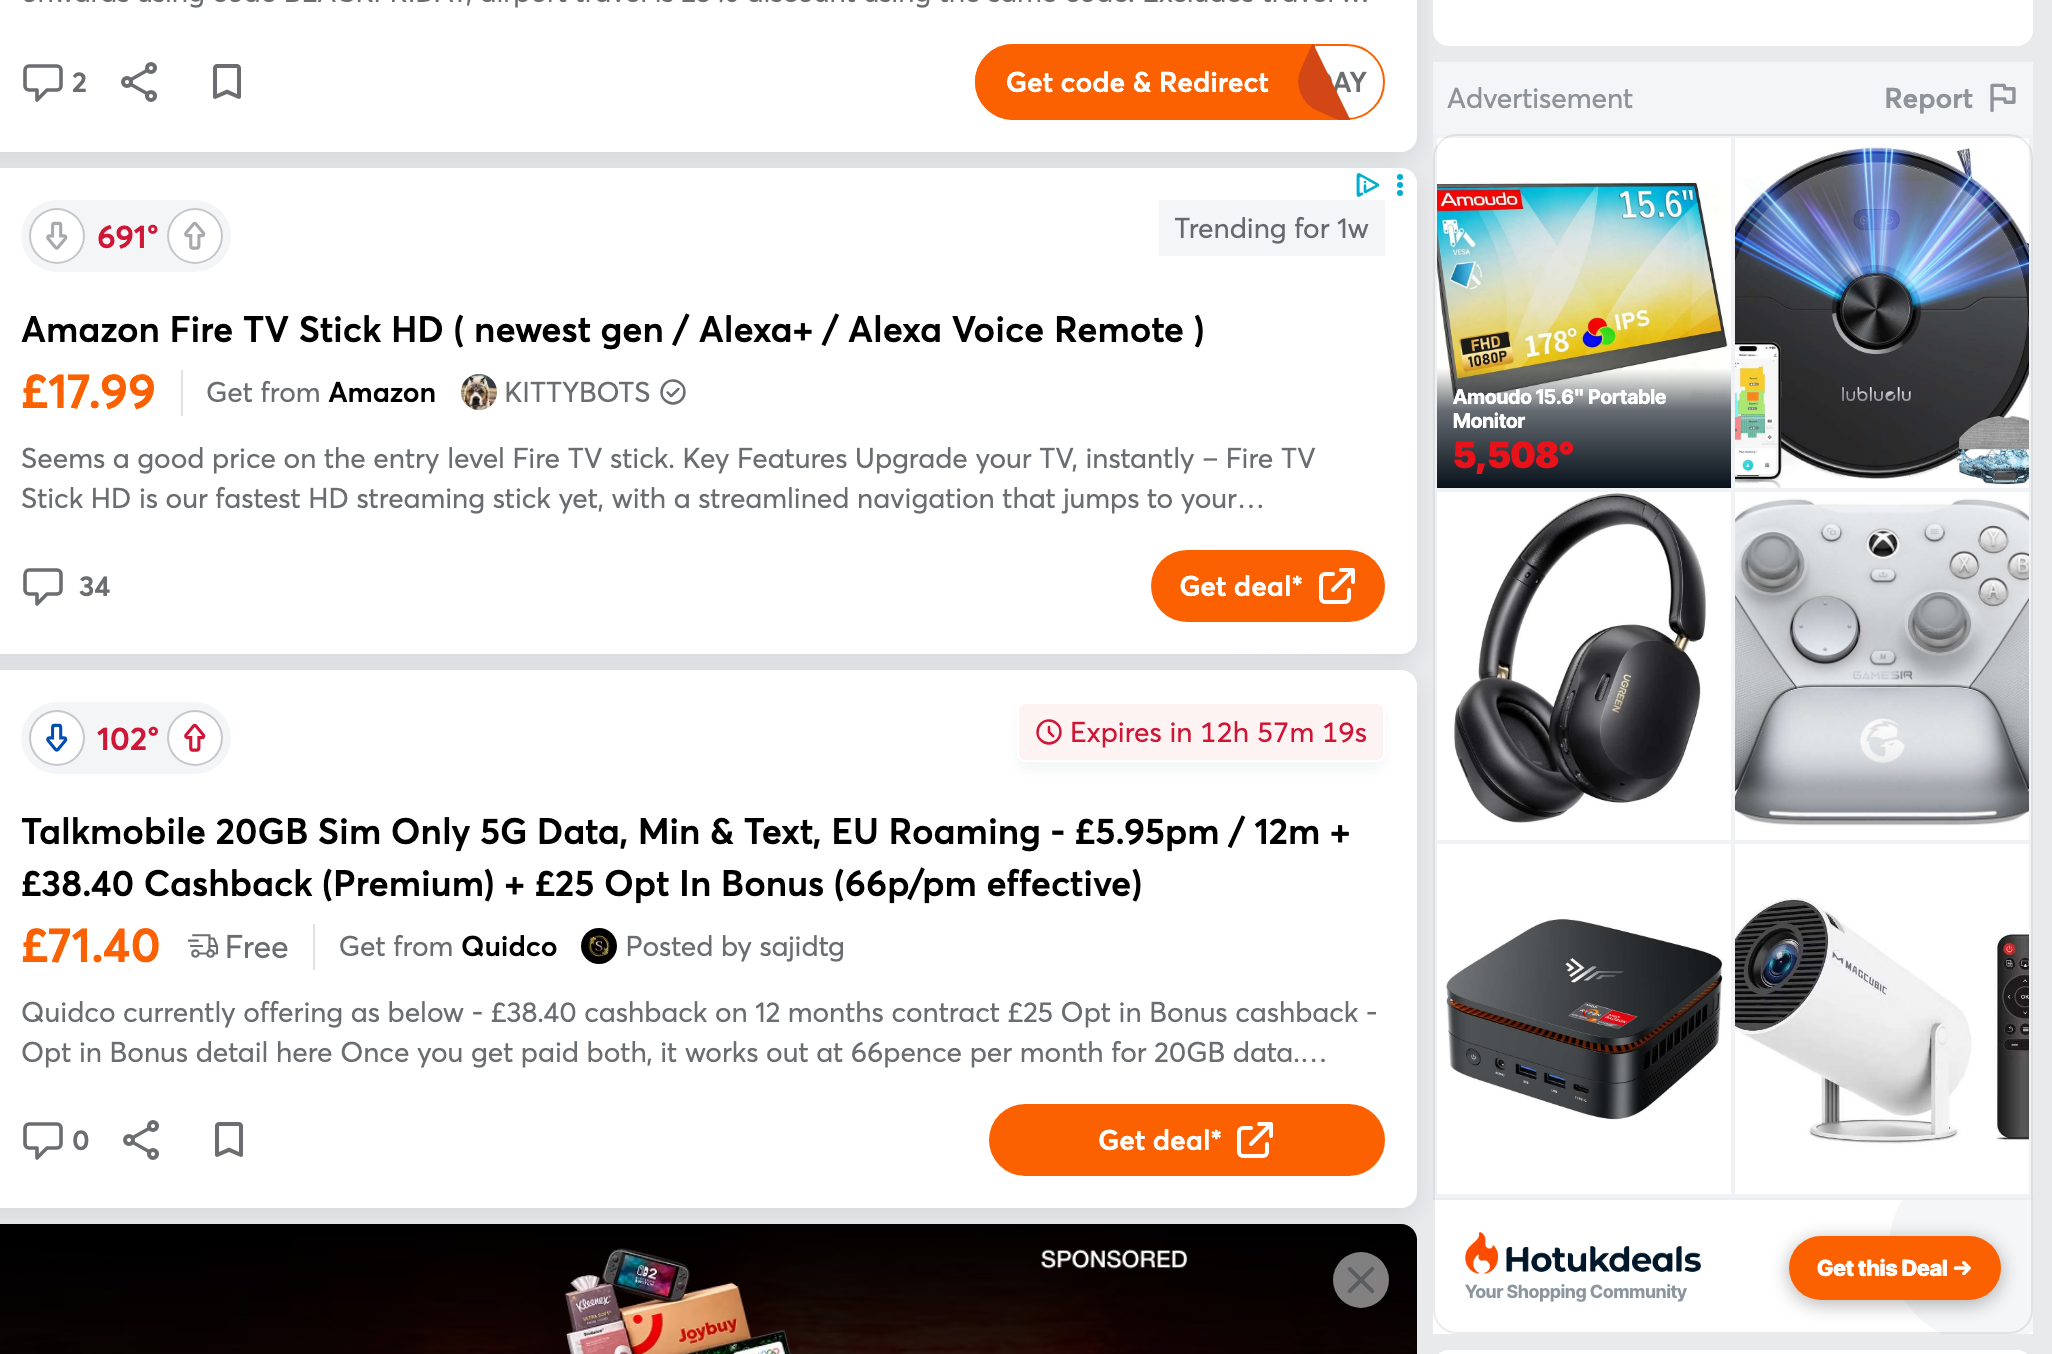 2
Get code & Redirect
AY
691°
Trending for 1w
Amazon Fire TV Stick HD ( newest gen / Alexa+ / Alexa Voice Remote )
£17.99
Get from Amazon
KITTYBOTS
Seems a good price on the entry level Fire TV stick. Key Features Upgrade your TV, instantly – Fire TV
Stick HD is our fastest HD streaming stick yet, with a streamlined navigation that jumps to your…
34
Get deal*
102°
Expires in 12h 57m 19s
Talkmobile 20GB Sim Only 5G Data, Min & Text, EU Roaming - £5.95pm / 12m +
£38.40 Cashback (Premium) + £25 Opt In Bonus (66p/pm effective)
£71.40
Free
Get from Quidco
Posted by sajidtg
Quidco currently offering as below - £38.40 cashback on 12 months contract £25 Opt in Bonus cashback -
Opt in Bonus detail here Once you get paid both, it works out at 66pence per month for 20GB data.…
0
Get deal*
SPONSORED
Kleenex
Joybuy
Advertisement
Report
Amoudo
15.6"
VESA
FHD
1080P
178°
IPS
Amoudo 15.6" Portable
Monitor
5,508°
lubluelu
UGREEN
Y
X
B
A
GAMESIR
MAGCUBIC
Hotukdeals
Your Shopping Community
Get this Deal →